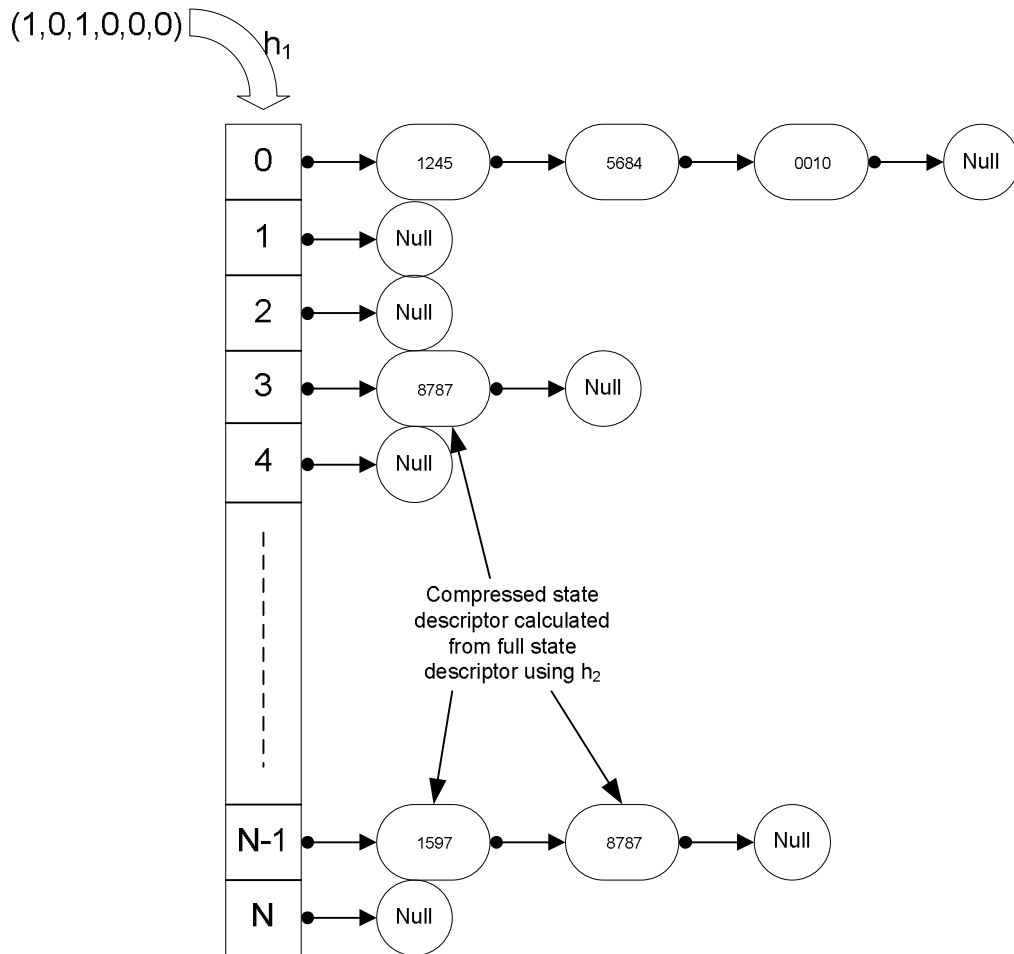 (1,0,1,0,0,0)
h1
0 1245 5684 0010 Null
1 Null
2 Null
3 8787 Null
4 Null
Compressed state
descriptor calculated
from full state
descriptor using h2
N-1 1597 8787 Null
N Null